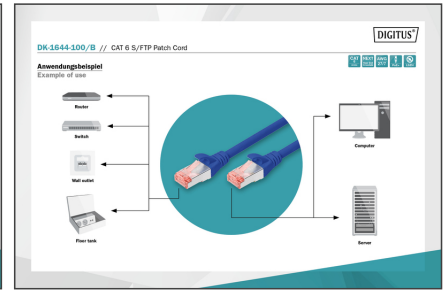 DIGITUS®
DK-1644-100/B // CAT 6 S/FTP Patch Cord
Anwendungsbeispiel
Example of use
Router
Switch
Wall outlet
Floor tank
Computer
Server